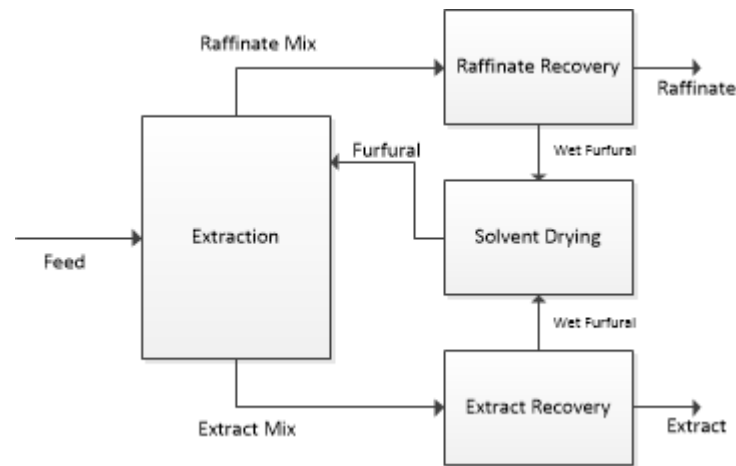 Raffinate Mix
Raffinate Recovery
Raffinate
Furfural
Wet Furfural
Extraction
Solvent Drying
Feed
Wet Furfural
Extract Mix
Extract Recovery
Extract